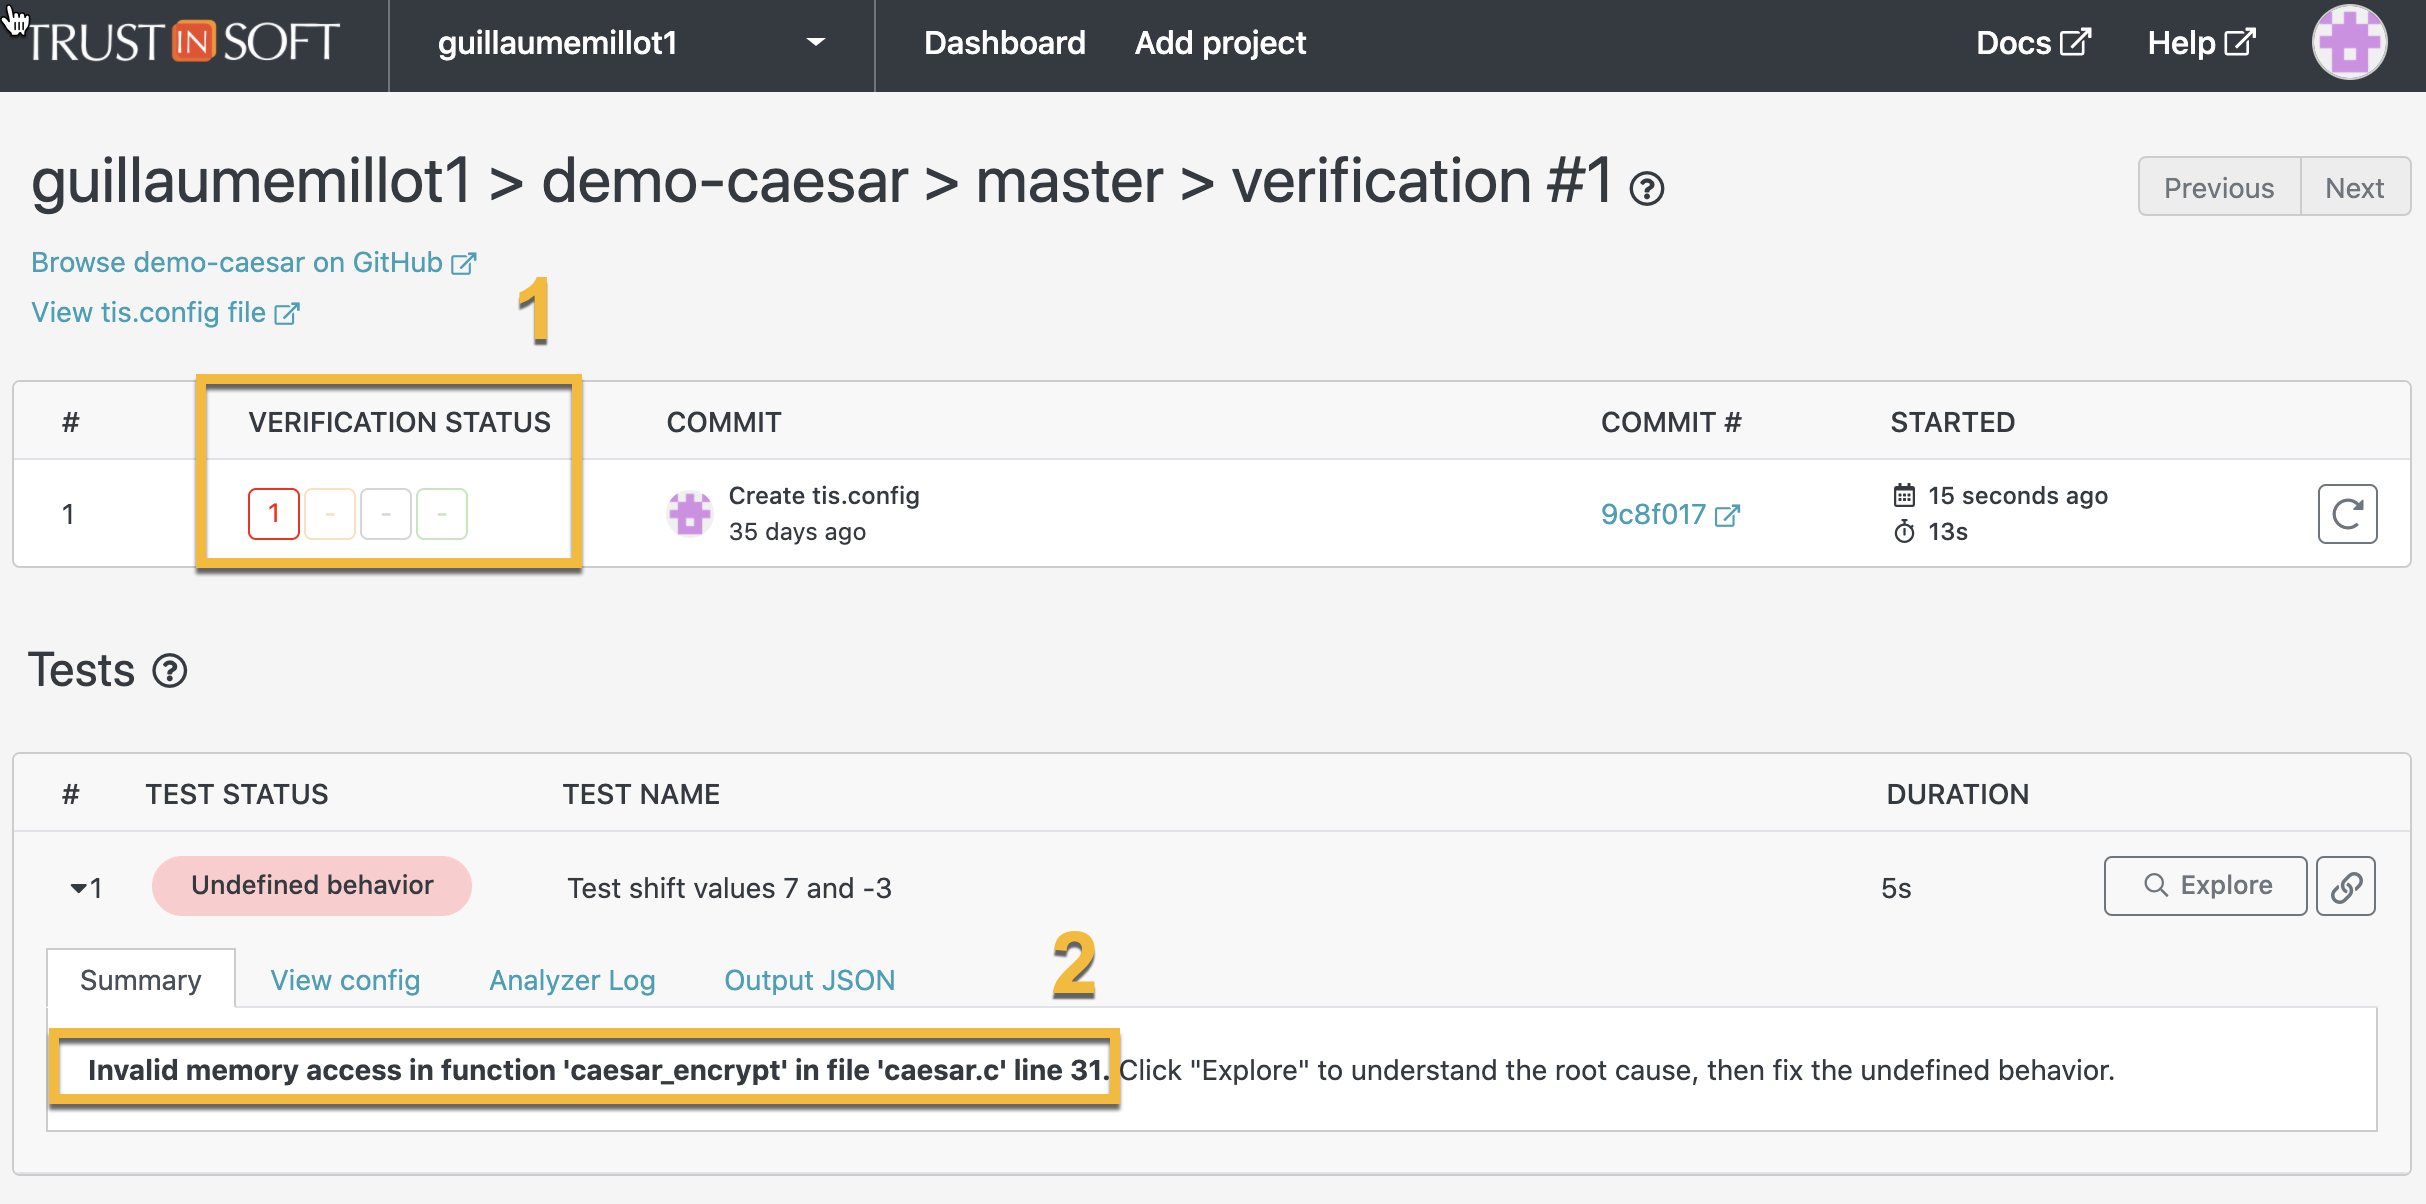 TRUST IN SOFT
guillaumemillot1
Dashboard
Add project
Docs
Help
guillaumemillot1 > demo-caesar > master > verification #1 ?
Previous
Next
Browse demo-caesar on GitHub
View tis.config file
1
# VERIFICATION STATUS COMMIT COMMIT # STARTED
1 1 - - - Create tis.config 9c8f017 15 seconds ago
35 days ago 13s
Tests ?
# TEST STATUS TEST NAME DURATION
1 Undefined behavior Test shift values 7 and -3 5s Explore
2
Summary View config Analyzer Log Output JSON
Invalid memory access in function 'caesar_encrypt' in file 'caesar.c' line 31. Click "Explore" to understand the root cause, then fix the undefined behavior.